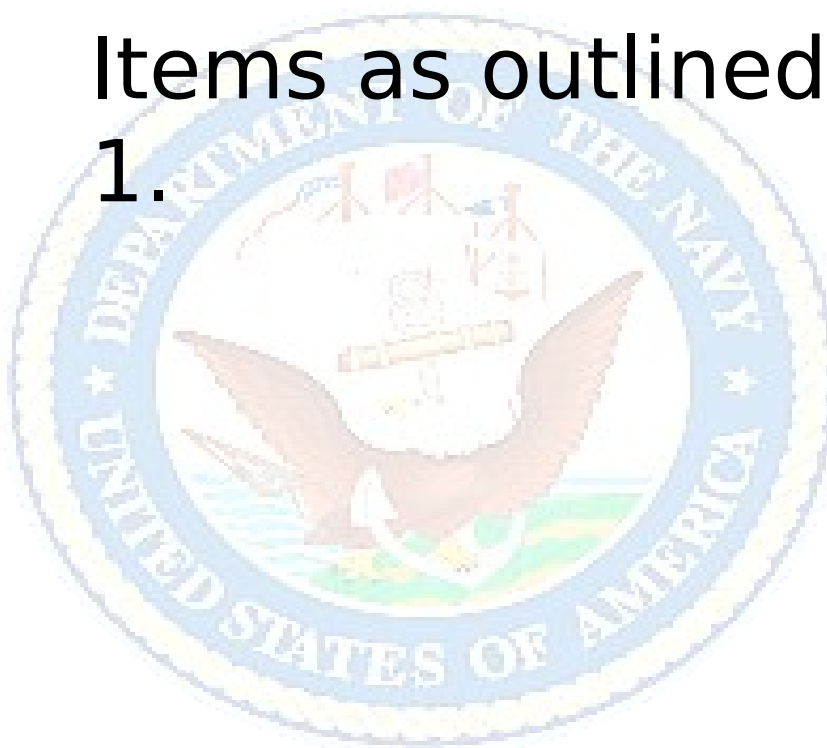 Items as outlined
1.
DEPARTMENT OF THE NAVY
UNITED STATES OF AMERICA